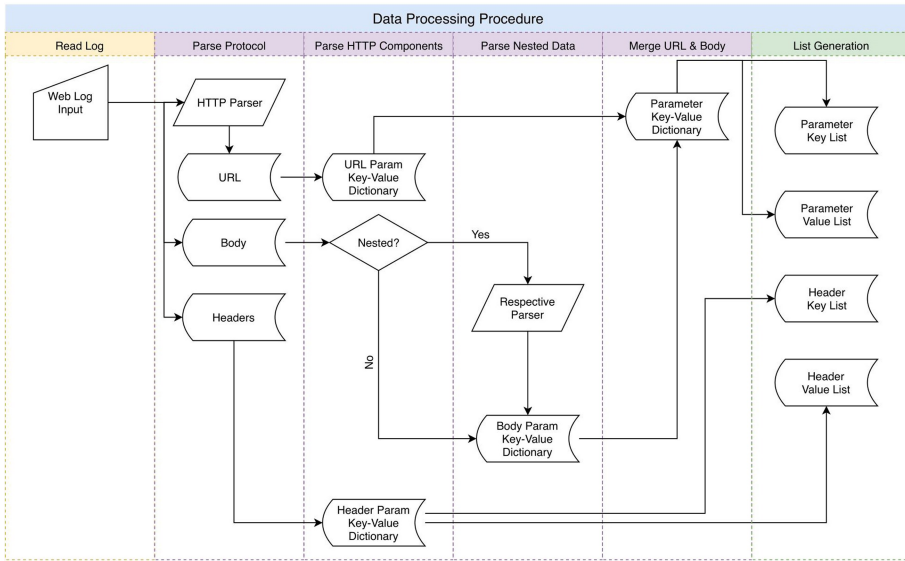 Data Processing Procedure
Read Log
Parse Protocol
Parse HTTP Components
Parse Nested Data
Merge URL & Body
List Generation
Web Log
Input
HTTP Parser
URL
Body
Headers
URL Param
Key-Value
Dictionary
Nested?
Yes
No
Header Param
Key-Value
Dictionary
Respective
Parser
Body Param
Key-Value
Dictionary
Parameter
Key-Value
Dictionary
Parameter
Key List
Parameter
Value List
Header
Key List
Header
Value List